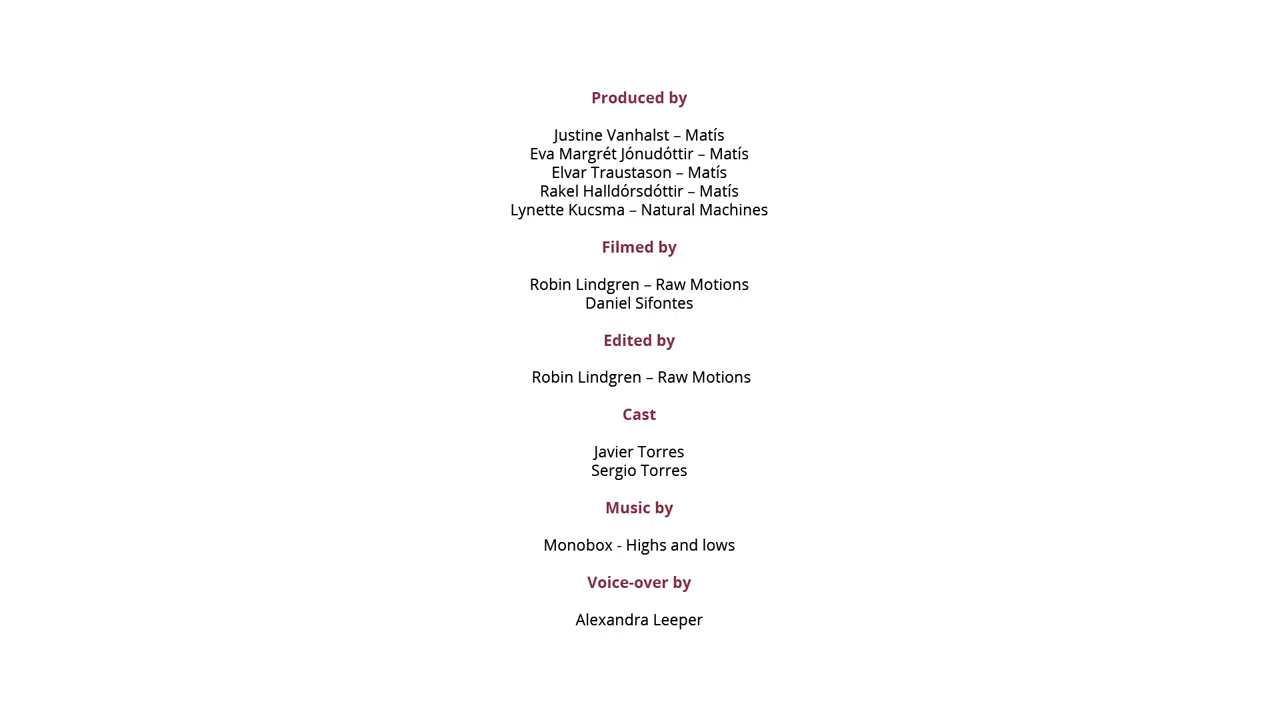 Produced by
Justine Vanhalst – Matís
Eva Margrét Jónudóttir – Matís
Elvar Traustason – Matís
Rakel Halldórsdóttir – Matís
Lynette Kucsma – Natural Machines
Filmed by
Robin Lindgren – Raw Motions
Daniel Sifontes
Edited by
Robin Lindgren – Raw Motions
Cast
Javier Torres
Sergio Torres
Music by
Monobox - Highs and lows
Voice-over by
Alexandra Leeper